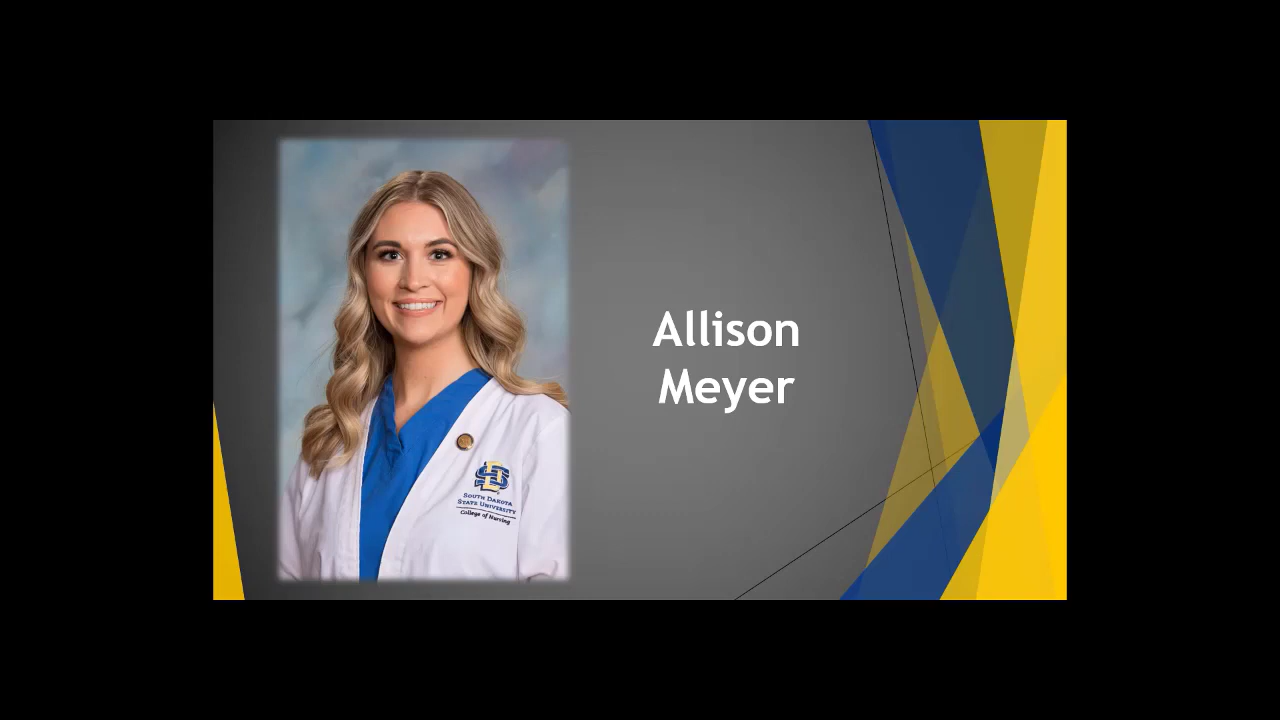 Allison
Meyer
SOUTH DAKOTA
STATE UNIVERSITY
College of Nursing